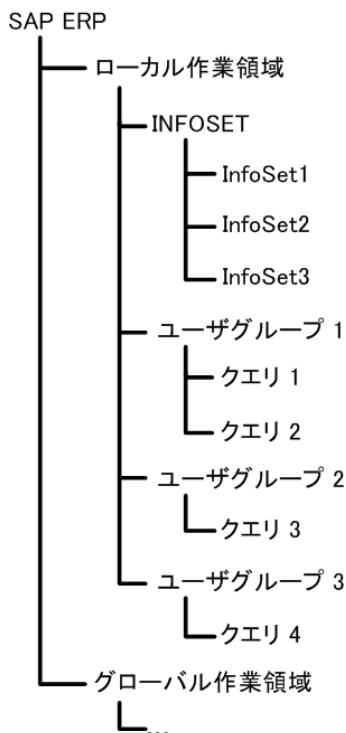 SAP ERP
ローカル作業領域
INFOSET
InfoSet1
InfoSet2
InfoSet3
ユーザグループ 1
クエリ 1
クエリ 2
ユーザグループ 2
クエリ 3
ユーザグループ 3
クエリ 4
グローバル作業領域
...